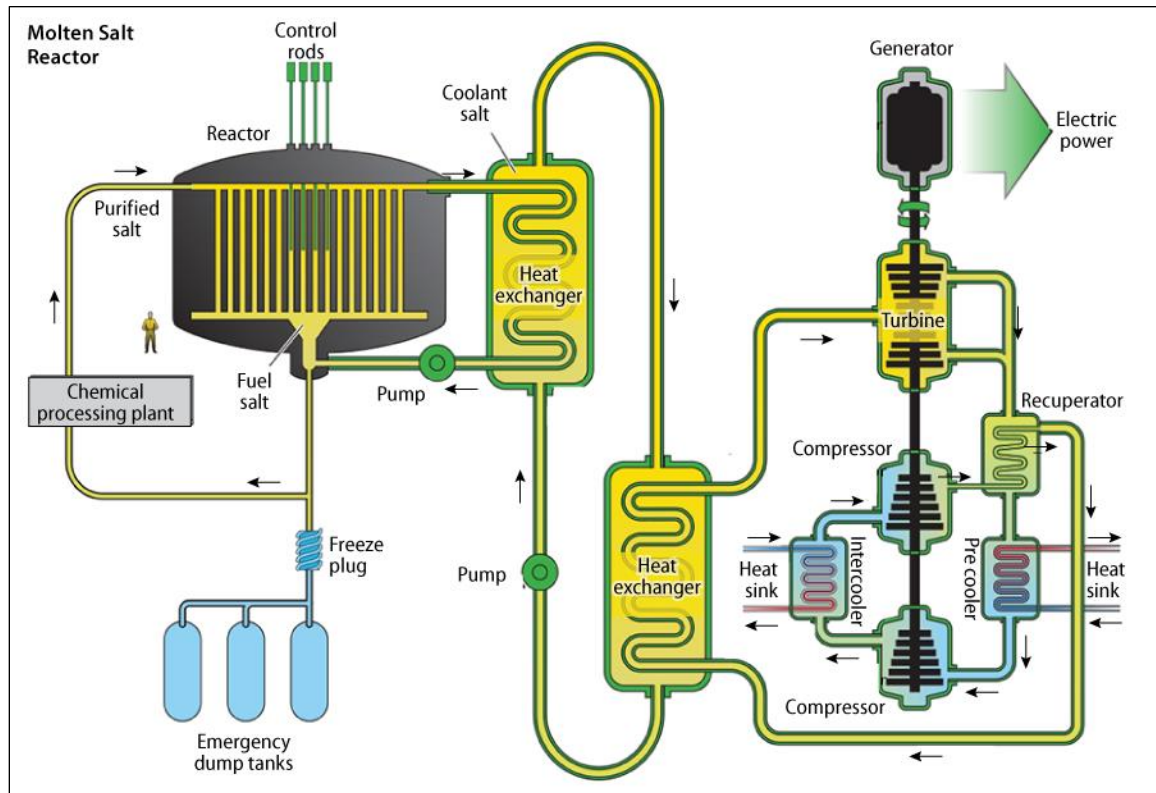 Molten Salt
Reactor
Control
rods
Reactor
Coolant
salt
Purified
salt
Heat
exchanger
Fuel
salt
Pump
Chemical
processing plant
Freeze
plug
Emergency
dump tanks
Pump
Heat
exchanger
Generator
Electric
power
Turbine
Recuperator
Compressor
Heat
sink
Intercooler
Pre cooler
Heat
sink
Compressor